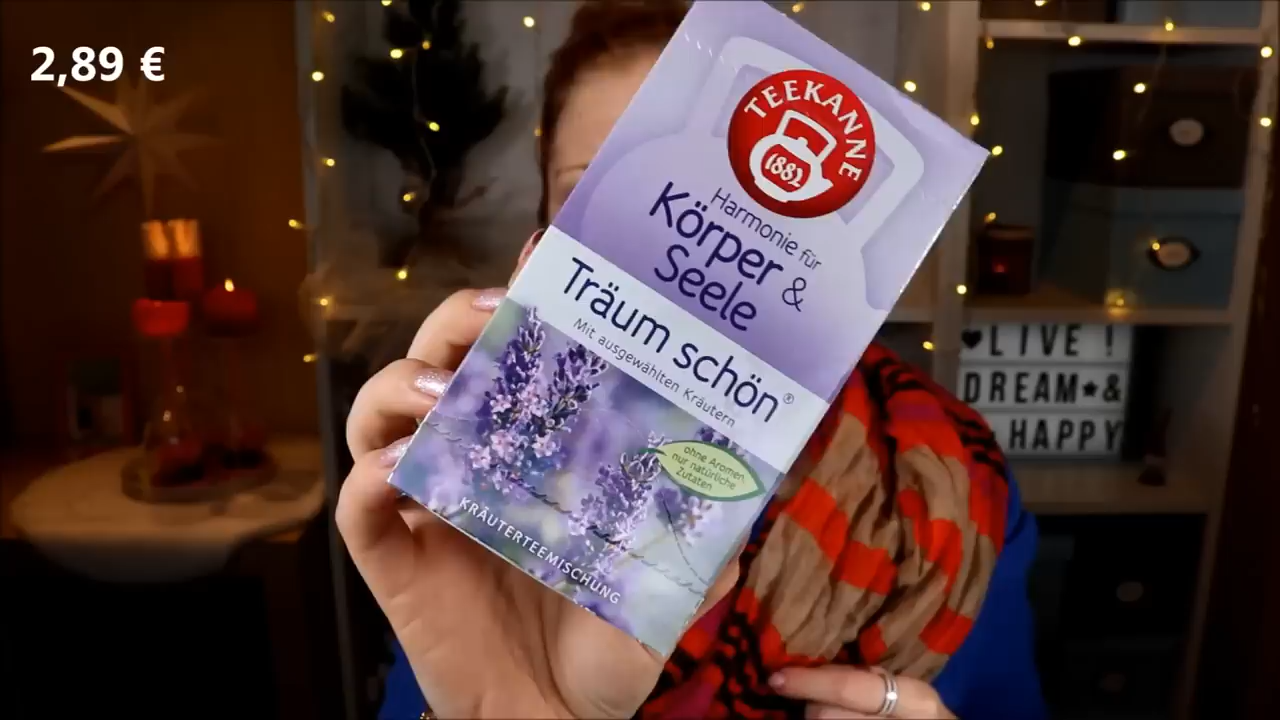 2,89 €
TEEKANNE
1882
Harmonie für
Körper &
Seele
Träum schön®
Mit ausgewählten Kräutern
ohne Aromen,
nur natürliche
Zutaten
KRÄUTERTEEMISCHUNG
LIVE !
DREAM★&
HAPPY